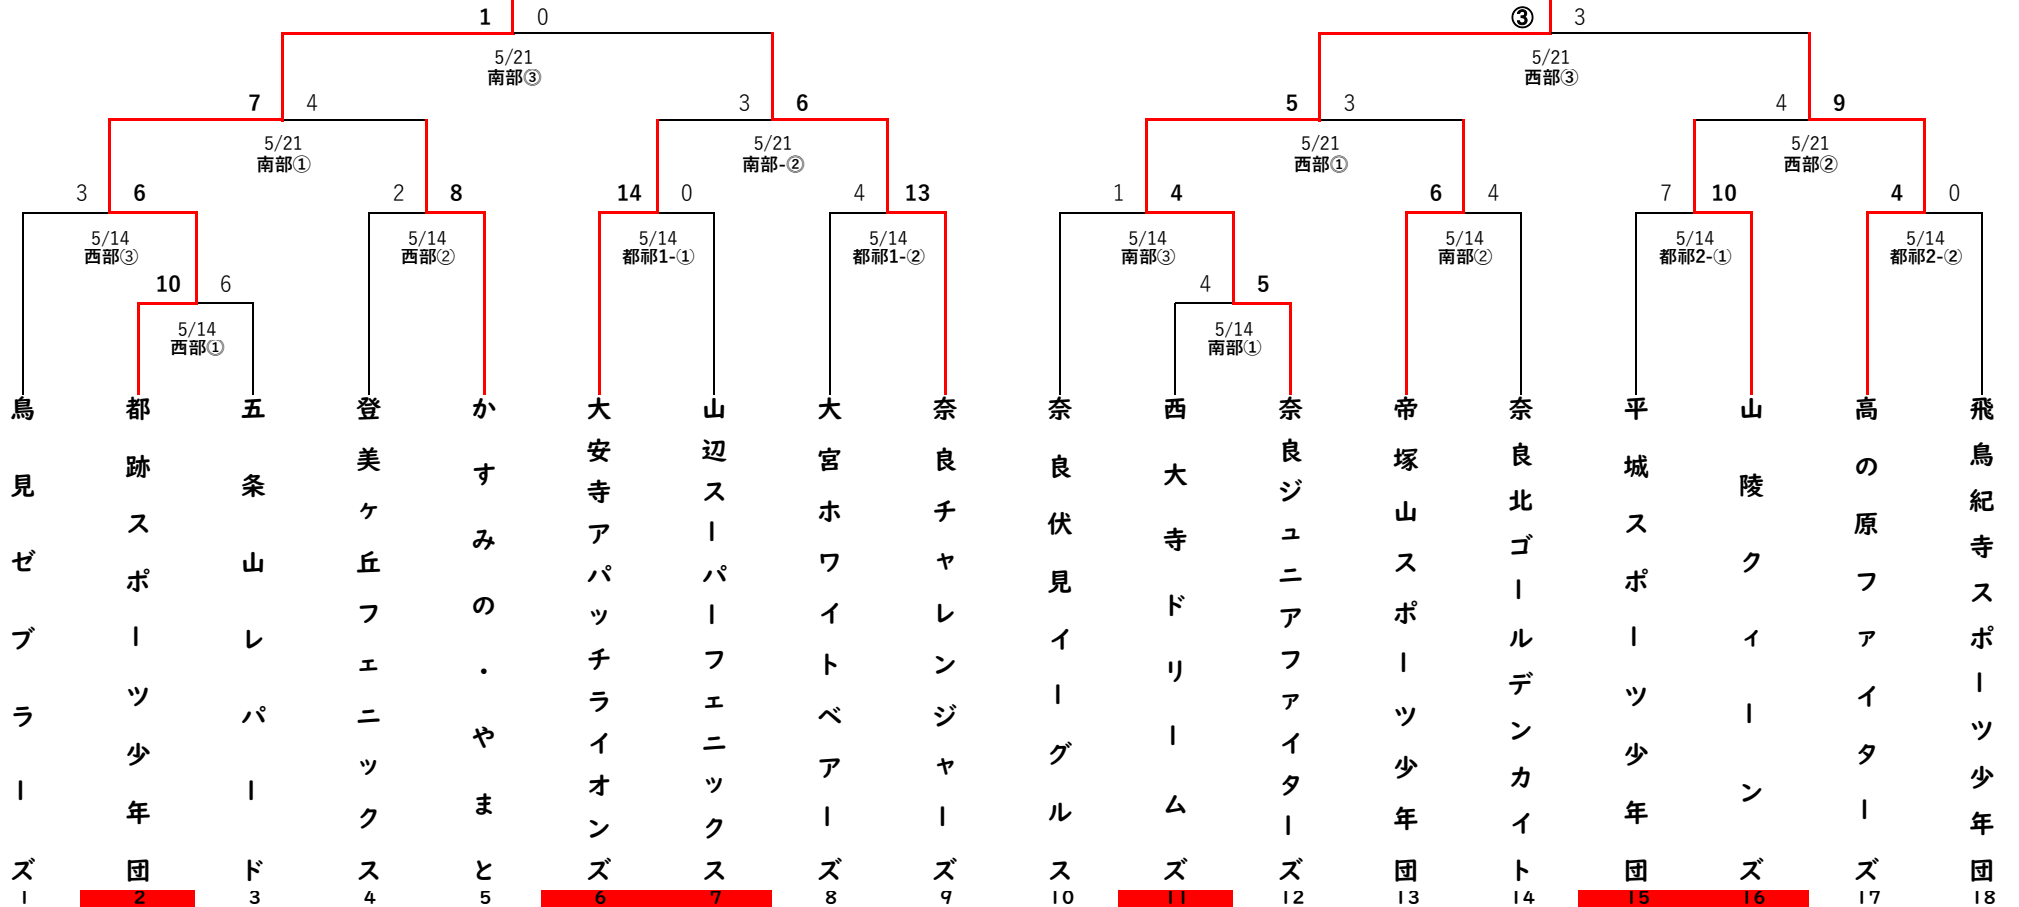 1 0 ③ 3
5/21 5/21
南部③ 西部③
7 4 3 6 5 3 4 9
5/21 5/21 5/21 5/21
南部① 南部-② 西部① 西部②
3 6 2 8 14 0 4 13 1 4 6 4 7 10 4 0
5/14 5/14 5/14 5/14 5/14 5/14 5/14 5/14
西部③ 西部② 都祁1-① 都祁1-② 南部③ 南部② 都祁2-① 都祁2-②
10 6 4 5
5/14 5/14
西部① 南部①
鳥見ゼブラーズ
都跡スポーツ少年団
五条山レパード
登美ヶ丘フェニックス
かすみの・やまと
大安寺アパッチライオンズ
山辺スーパーフェニックス
大宮ホワイトベアーズ
奈良チャレンジャーズ
奈良伏見イーグルス
西大寺ドリームズ
奈良ジュニアファイターズ
帝塚山スポーツ少年団
奈良北ゴールデンカイト
平城スポーツ少年団
山陵クィーンズ
高の原ファイターズ
飛鳥紀寺スポーツ少年団
1 2 3 4 5 6 7 8 9 10 11 12 13 14 15 16 17 18